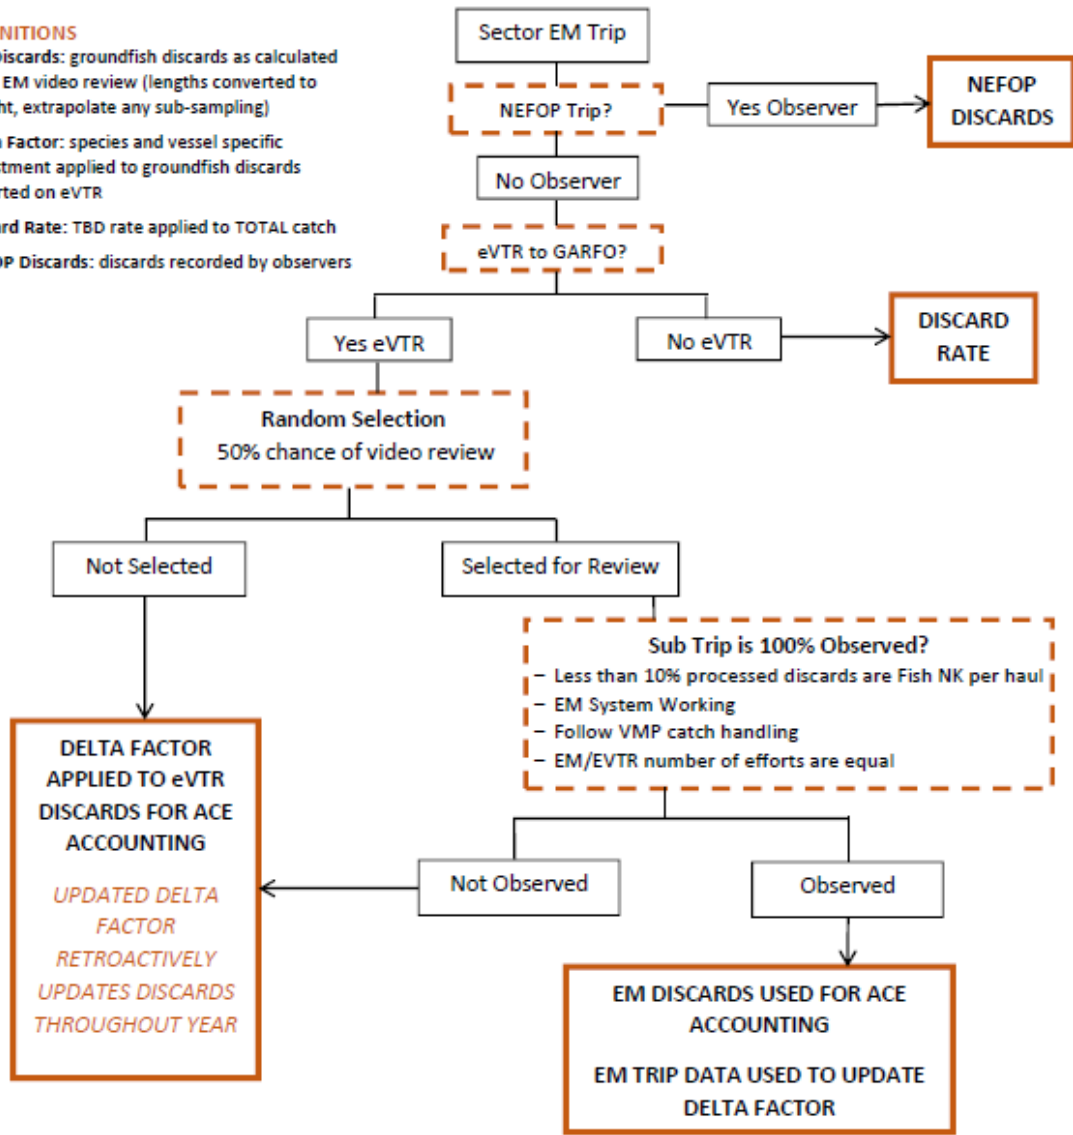 NITIONS
iscards: groundfish discards as calculated
EM video review (lengths converted to
ht, extrapolate any sub-sampling)
Factor: species and vessel specific
stment applied to groundfish discards
rted on eVTR
rd Rate: TBD rate applied to TOTAL catch
OP Discards: discards recorded by observers
Sector EM Trip
NEFOP Trip?
Yes Observer
NEFOP
DISCARDS
No Observer
eVTR to GARFO?
Yes eVTR
No eVTR
DISCARD
RATE
Random Selection
50% chance of video review
Not Selected
Selected for Review
Sub Trip is 100% Observed?
– Less than 10% processed discards are Fish NK per haul
– EM System Working
– Follow VMP catch handling
– EM/EVTR number of efforts are equal
DELTA FACTOR
APPLIED TO eVTR
DISCARDS FOR ACE
ACCOUNTING
UPDATED DELTA
FACTOR
RETROACTIVELY
UPDATES DISCARDS
THROUGHOUT YEAR
Not Observed
Observed
EM DISCARDS USED FOR ACE
ACCOUNTING
EM TRIP DATA USED TO UPDATE
DELTA FACTOR